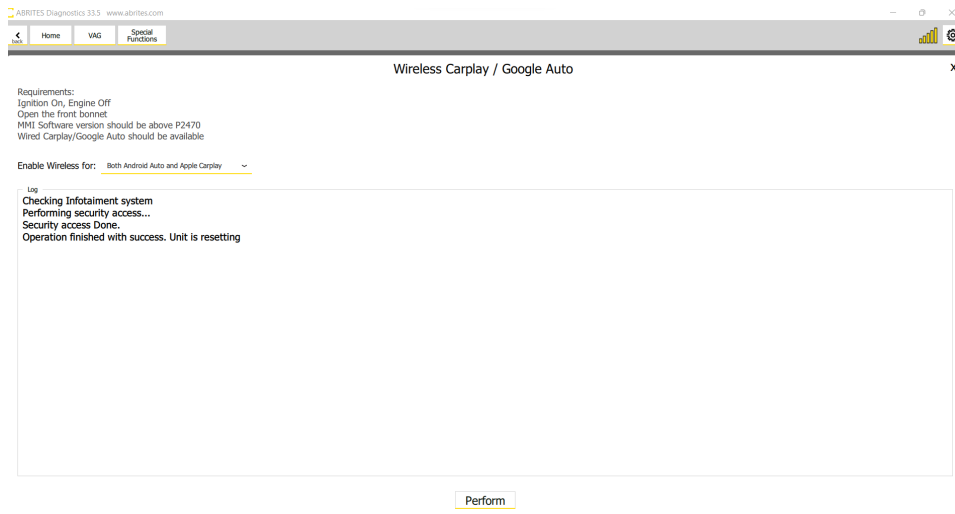 ABRITES Diagnostics 33.5 www.abrites.com
back
Home
VAG
Special
Functions
Wireless Carplay / Google Auto
X
Requirements:
Ignition On, Engine Off
Open the front bonnet
MMI Software version should be above P2470
Wired Carplay/Google Auto should be available
Enable Wireless for: Both Android Auto and Apple Carplay
Log
Checking Infotaiment system
Performing security access...
Security access Done.
Operation finished with success. Unit is resetting
Perform